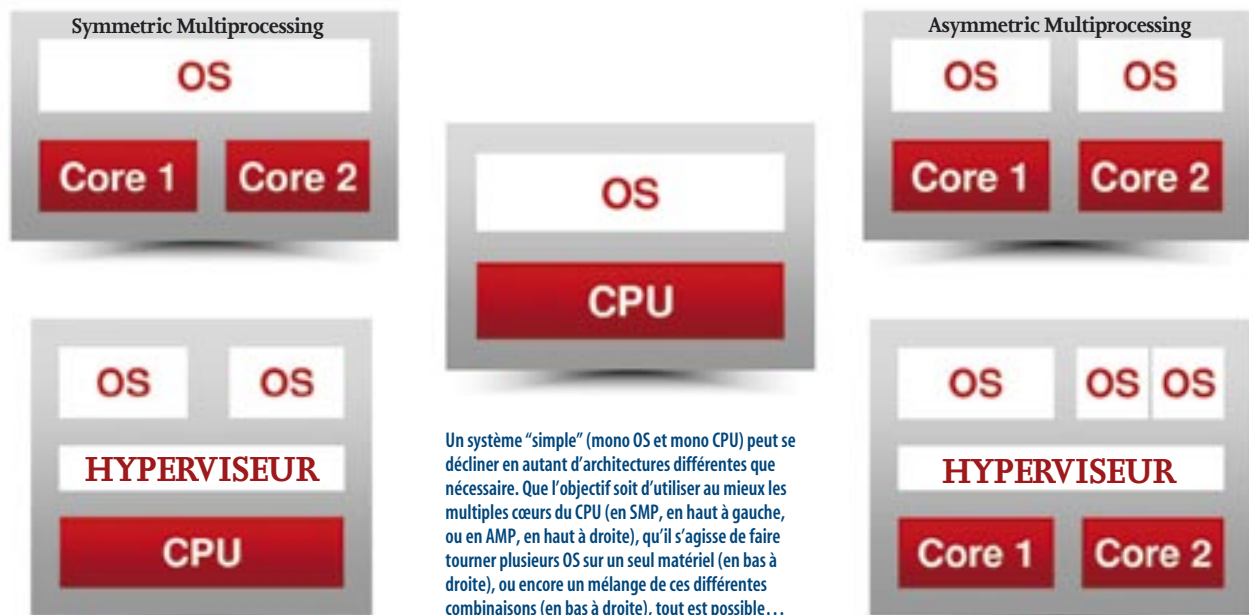 Symmetric Multiprocessing
OS
Core 1 Core 2
OS
CPU
Asymmetric Multiprocessing
OS OS
Core 1 Core 2
OS OS
HYPERVISEUR
CPU
Un système “simple” (mono OS et mono CPU) peut se
décliner en autant d’architectures différentes que
nécessaire. Que l’objectif soit d’utiliser au mieux les
multiples cœurs du CPU (en SMP, en haut à gauche,
ou en AMP, en haut à droite), qu’il s’agisse de faire
tourner plusieurs OS sur un seul matériel (en bas à
droite), ou encore un mélange de ces différentes
combinaisons (en bas à droite), tout est possible…
OS OS OS
HYPERVISEUR
Core 1 Core 2